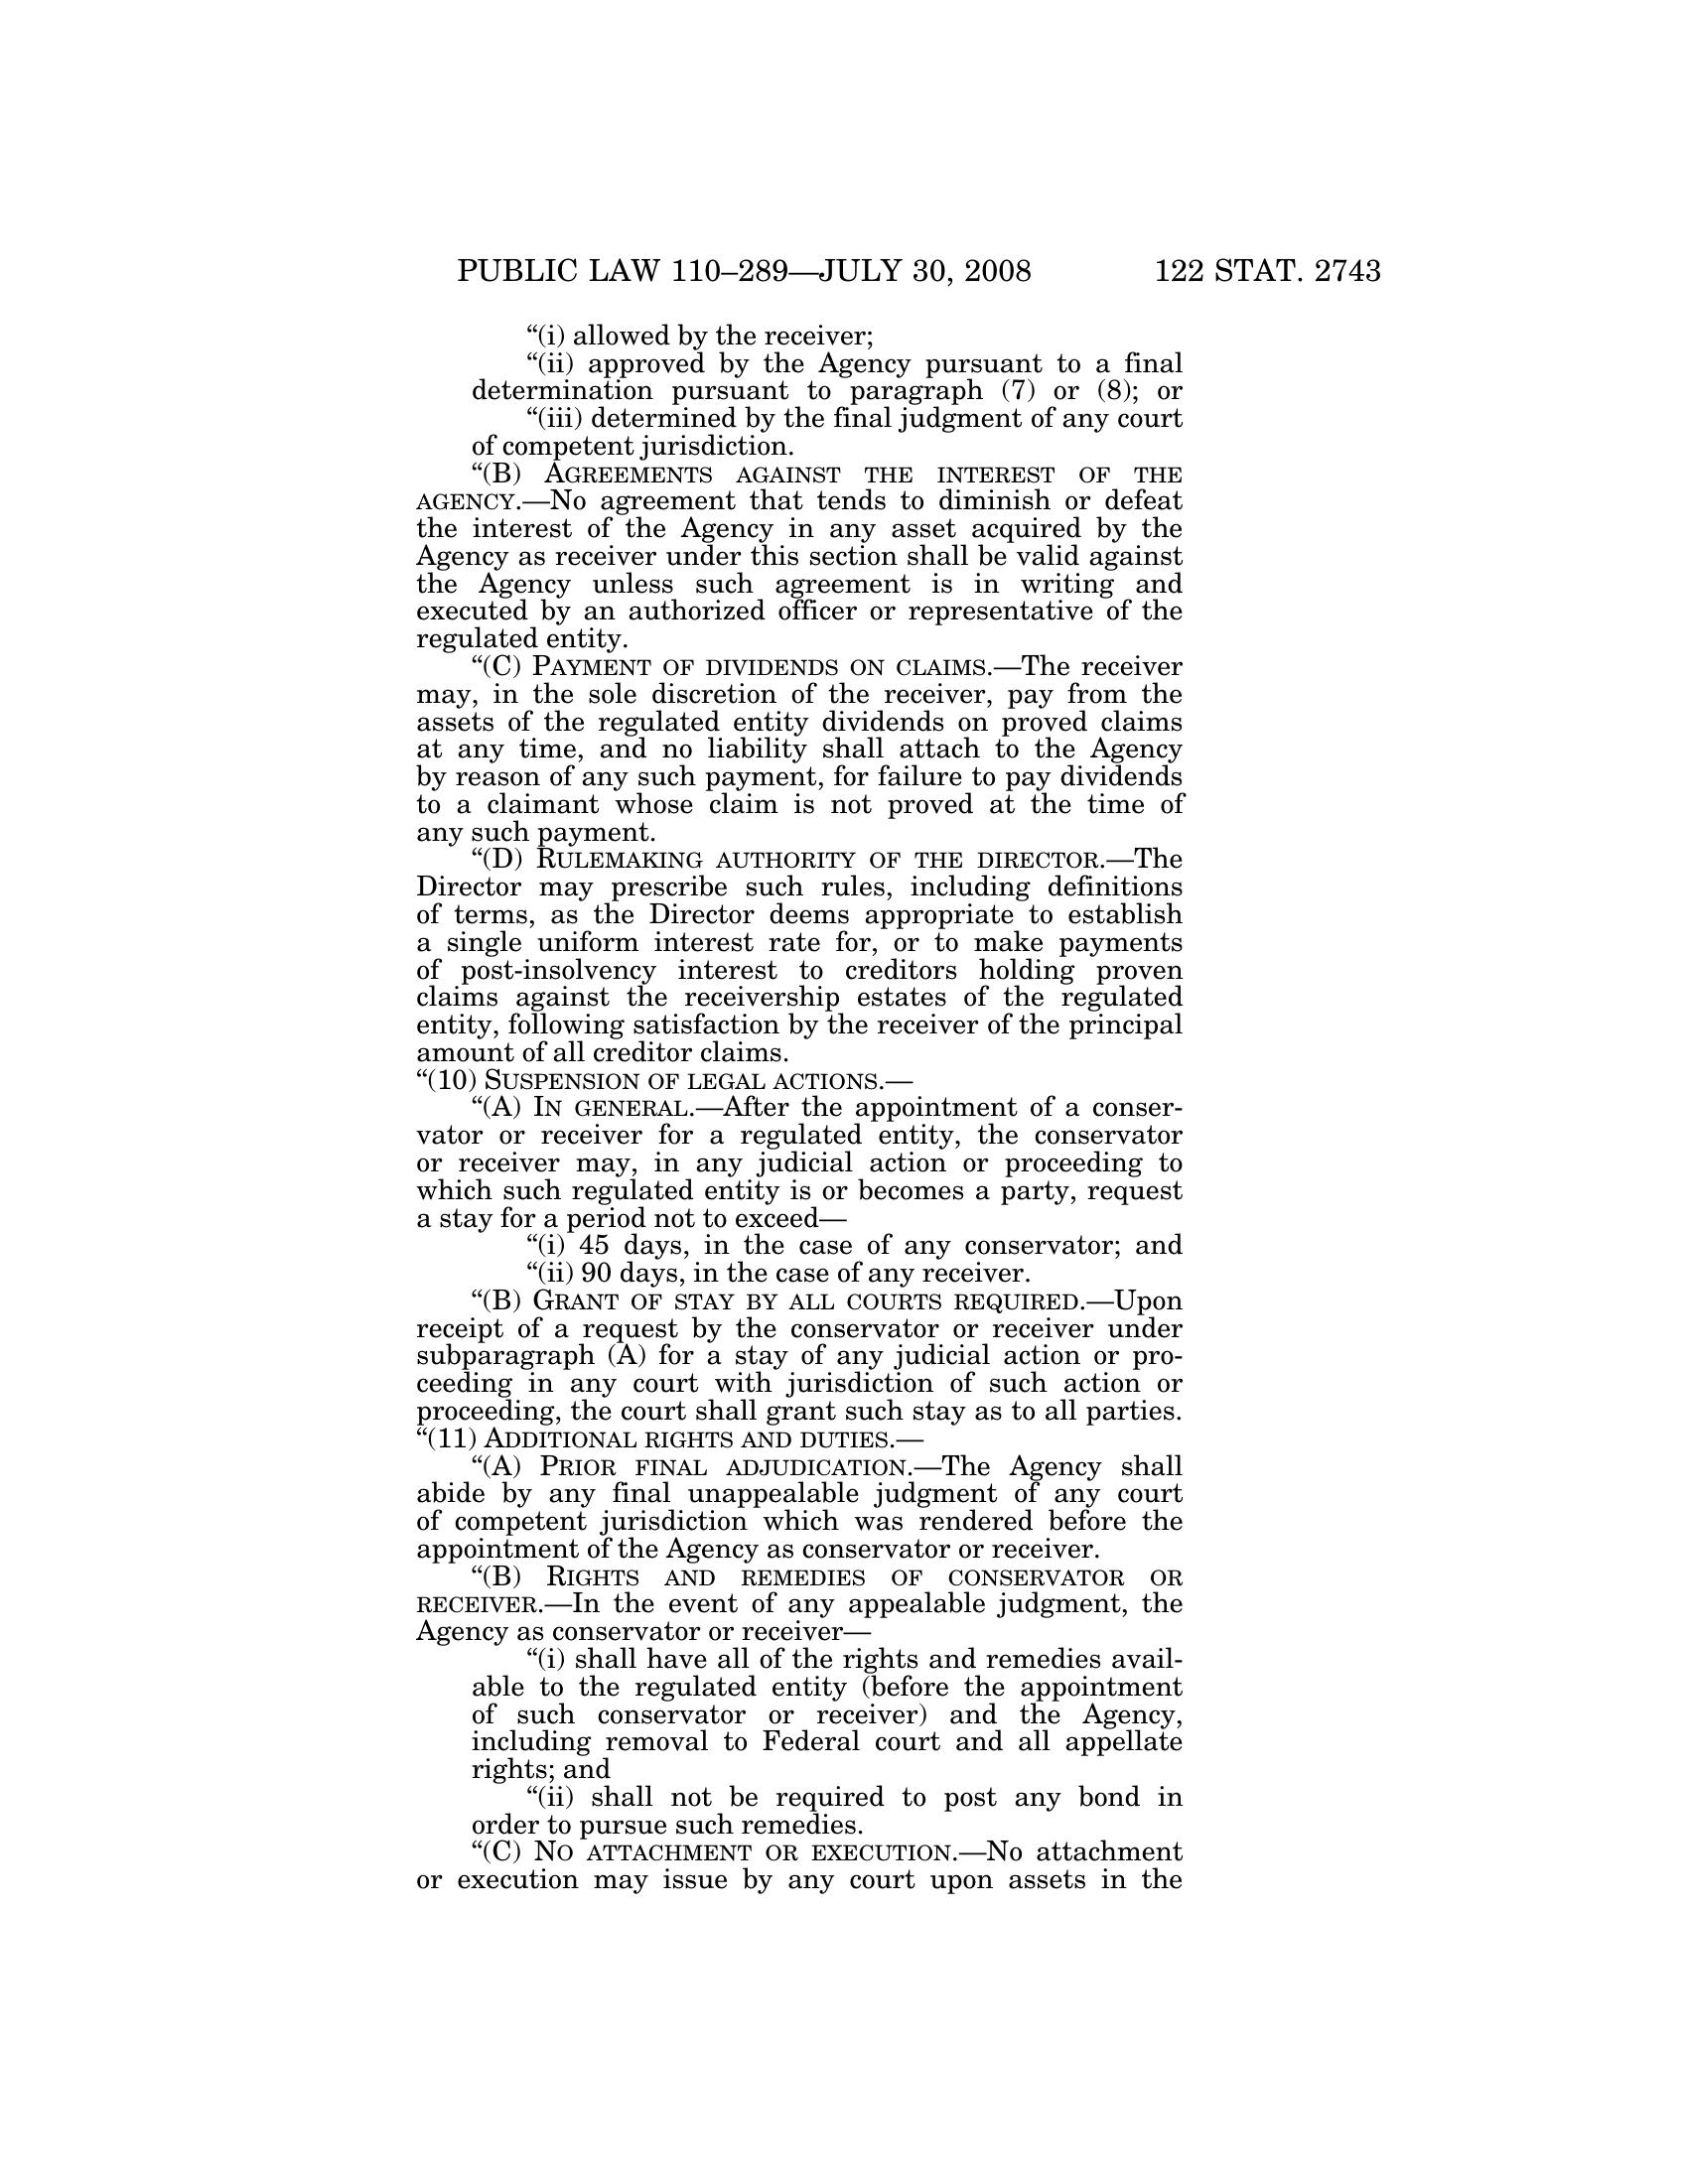 PUBLIC LAW 110–289—JULY 30, 2008 122 STAT. 2743
“(i) allowed by the receiver;
“(ii) approved by the Agency pursuant to a final
determination pursuant to paragraph (7) or (8); or
“(iii) determined by the final judgment of any court
of competent jurisdiction.
“(B) AGREEMENTS AGAINST THE INTEREST OF THE
AGENCY.—No agreement that tends to diminish or defeat
the interest of the Agency in any asset acquired by the
Agency as receiver under this section shall be valid against
the Agency unless such agreement is in writing and
executed by an authorized officer or representative of the
regulated entity.
“(C) PAYMENT OF DIVIDENDS ON CLAIMS.—The receiver
may, in the sole discretion of the receiver, pay from the
assets of the regulated entity dividends on proved claims
at any time, and no liability shall attach to the Agency
by reason of any such payment, for failure to pay dividends
to a claimant whose claim is not proved at the time of
any such payment.
“(D) RULEMAKING AUTHORITY OF THE DIRECTOR.—The
Director may prescribe such rules, including definitions
of terms, as the Director deems appropriate to establish
a single uniform interest rate for, or to make payments
of post-insolvency interest to creditors holding proven
claims against the receivership estates of the regulated
entity, following satisfaction by the receiver of the principal
amount of all creditor claims.
“(10) SUSPENSION OF LEGAL ACTIONS.—
“(A) IN GENERAL.—After the appointment of a conser-
vator or receiver for a regulated entity, the conservator
or receiver may, in any judicial action or proceeding to
which such regulated entity is or becomes a party, request
a stay for a period not to exceed—
“(i) 45 days, in the case of any conservator; and
“(ii) 90 days, in the case of any receiver.
“(B) GRANT OF STAY BY ALL COURTS REQUIRED.—Upon
receipt of a request by the conservator or receiver under
subparagraph (A) for a stay of any judicial action or pro-
ceeding in any court with jurisdiction of such action or
proceeding, the court shall grant such stay as to all parties.
“(11) ADDITIONAL RIGHTS AND DUTIES.—
“(A) PRIOR FINAL ADJUDICATION.—The Agency shall
abide by any final unappealable judgment of any court
of competent jurisdiction which was rendered before the
appointment of the Agency as conservator or receiver.
“(B) RIGHTS AND REMEDIES OF CONSERVATOR OR
RECEIVER.—In the event of any appealable judgment, the
Agency as conservator or receiver—
“(i) shall have all of the rights and remedies avail-
able to the regulated entity (before the appointment
of such conservator or receiver) and the Agency,
including removal to Federal court and all appellate
rights; and
“(ii) shall not be required to post any bond in
order to pursue such remedies.
“(C) NO ATTACHMENT OR EXECUTION.—No attachment
or execution may issue by any court upon assets in the